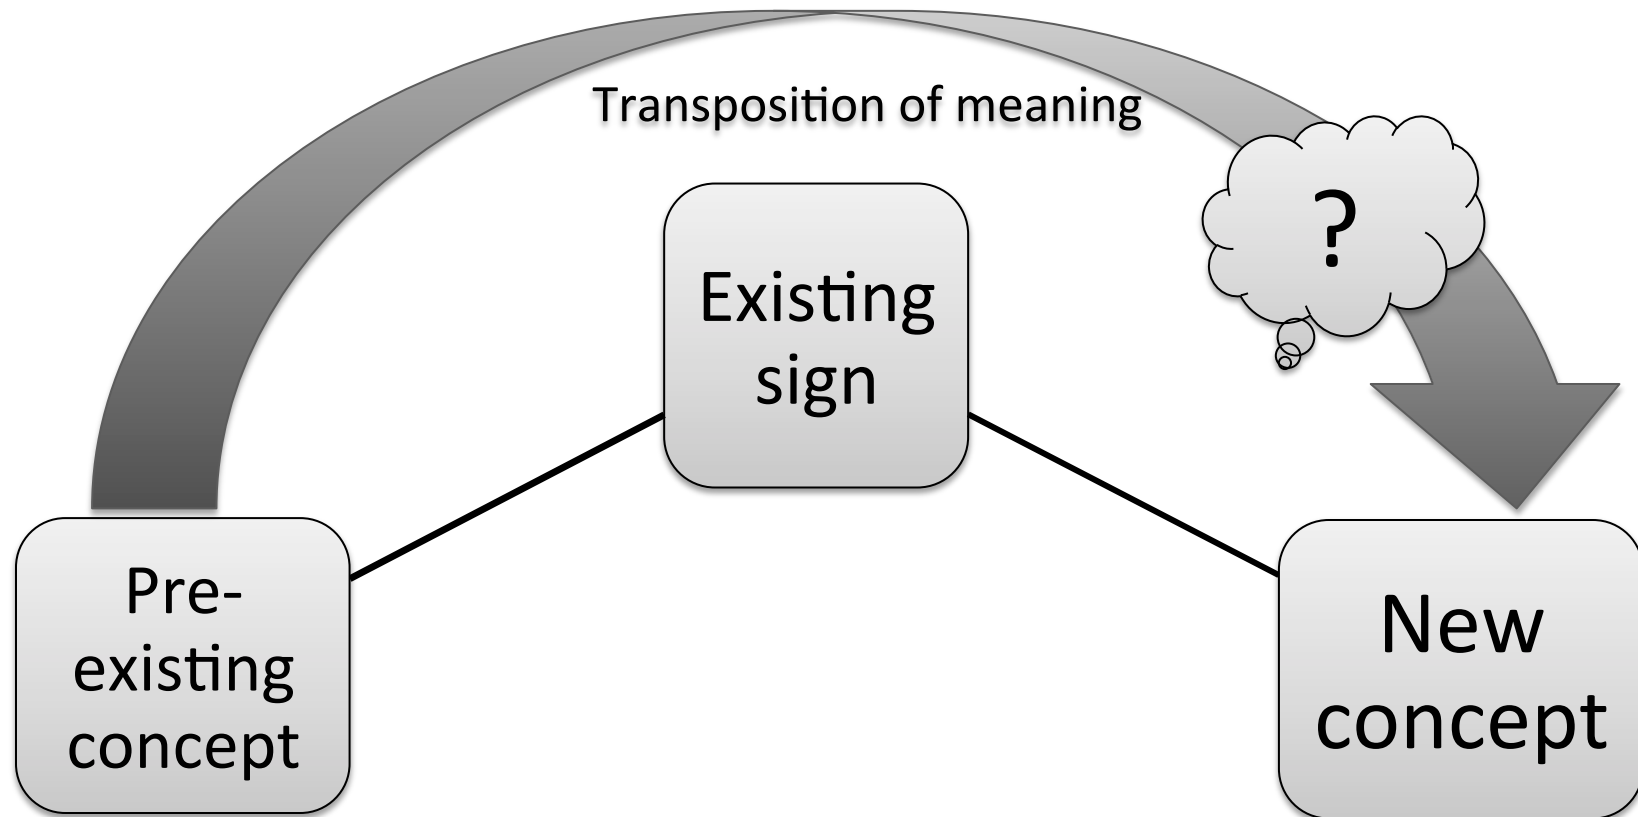 Transposition of meaning
?
Existing
sign
Pre-
existing
concept
New
concept